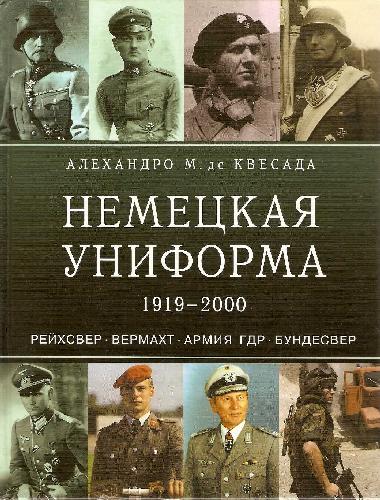 АЛЕХАНДРО М. де КВЕСАДА
НЕМЕЦКАЯ
УНИФОРМА
1919–2000
РЕЙХСВЕР · ВЕРМАХТ · АРМИЯ ГДР · БУНДЕСВЕР